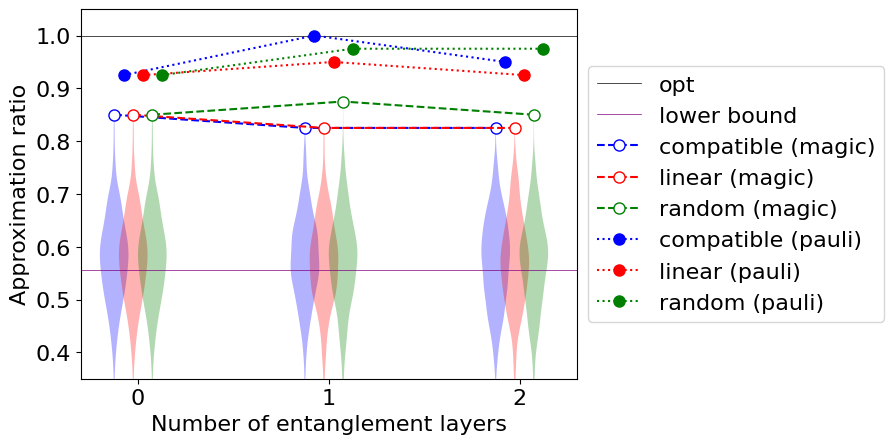 Approximation ratio
1.0
0.9
0.8
0.7
0.6
0.5
0.4
0
1
2
Number of entanglement layers
opt
lower bound
compatible (magic)
linear (magic)
random (magic)
compatible (pauli)
linear (pauli)
random (pauli)